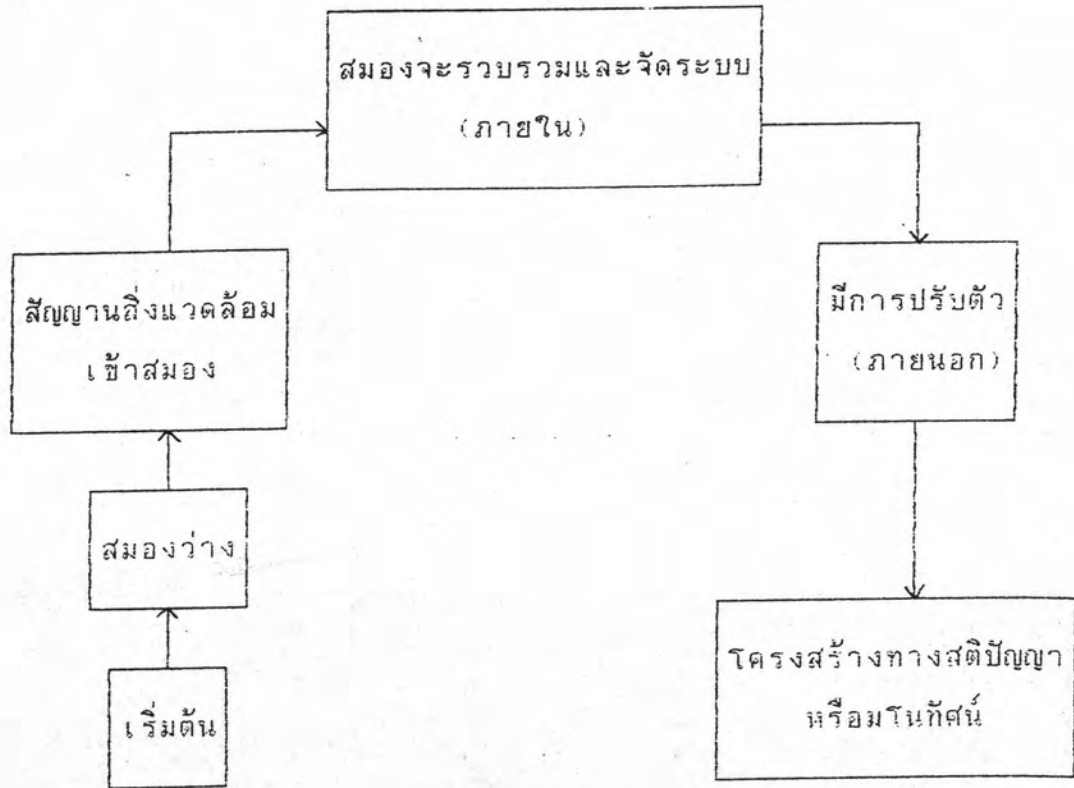 สมองจะรวบรวมและจัดระบบ
(ภายใน)
สัญญานสิ่งแวดล้อม
เข้าสมอง
มีการปรับตัว
(ภายนอก)
สมองว่าง
โครงสร้างทางสติปัญญา
หรือมโนทัศน์
เริ่มต้น